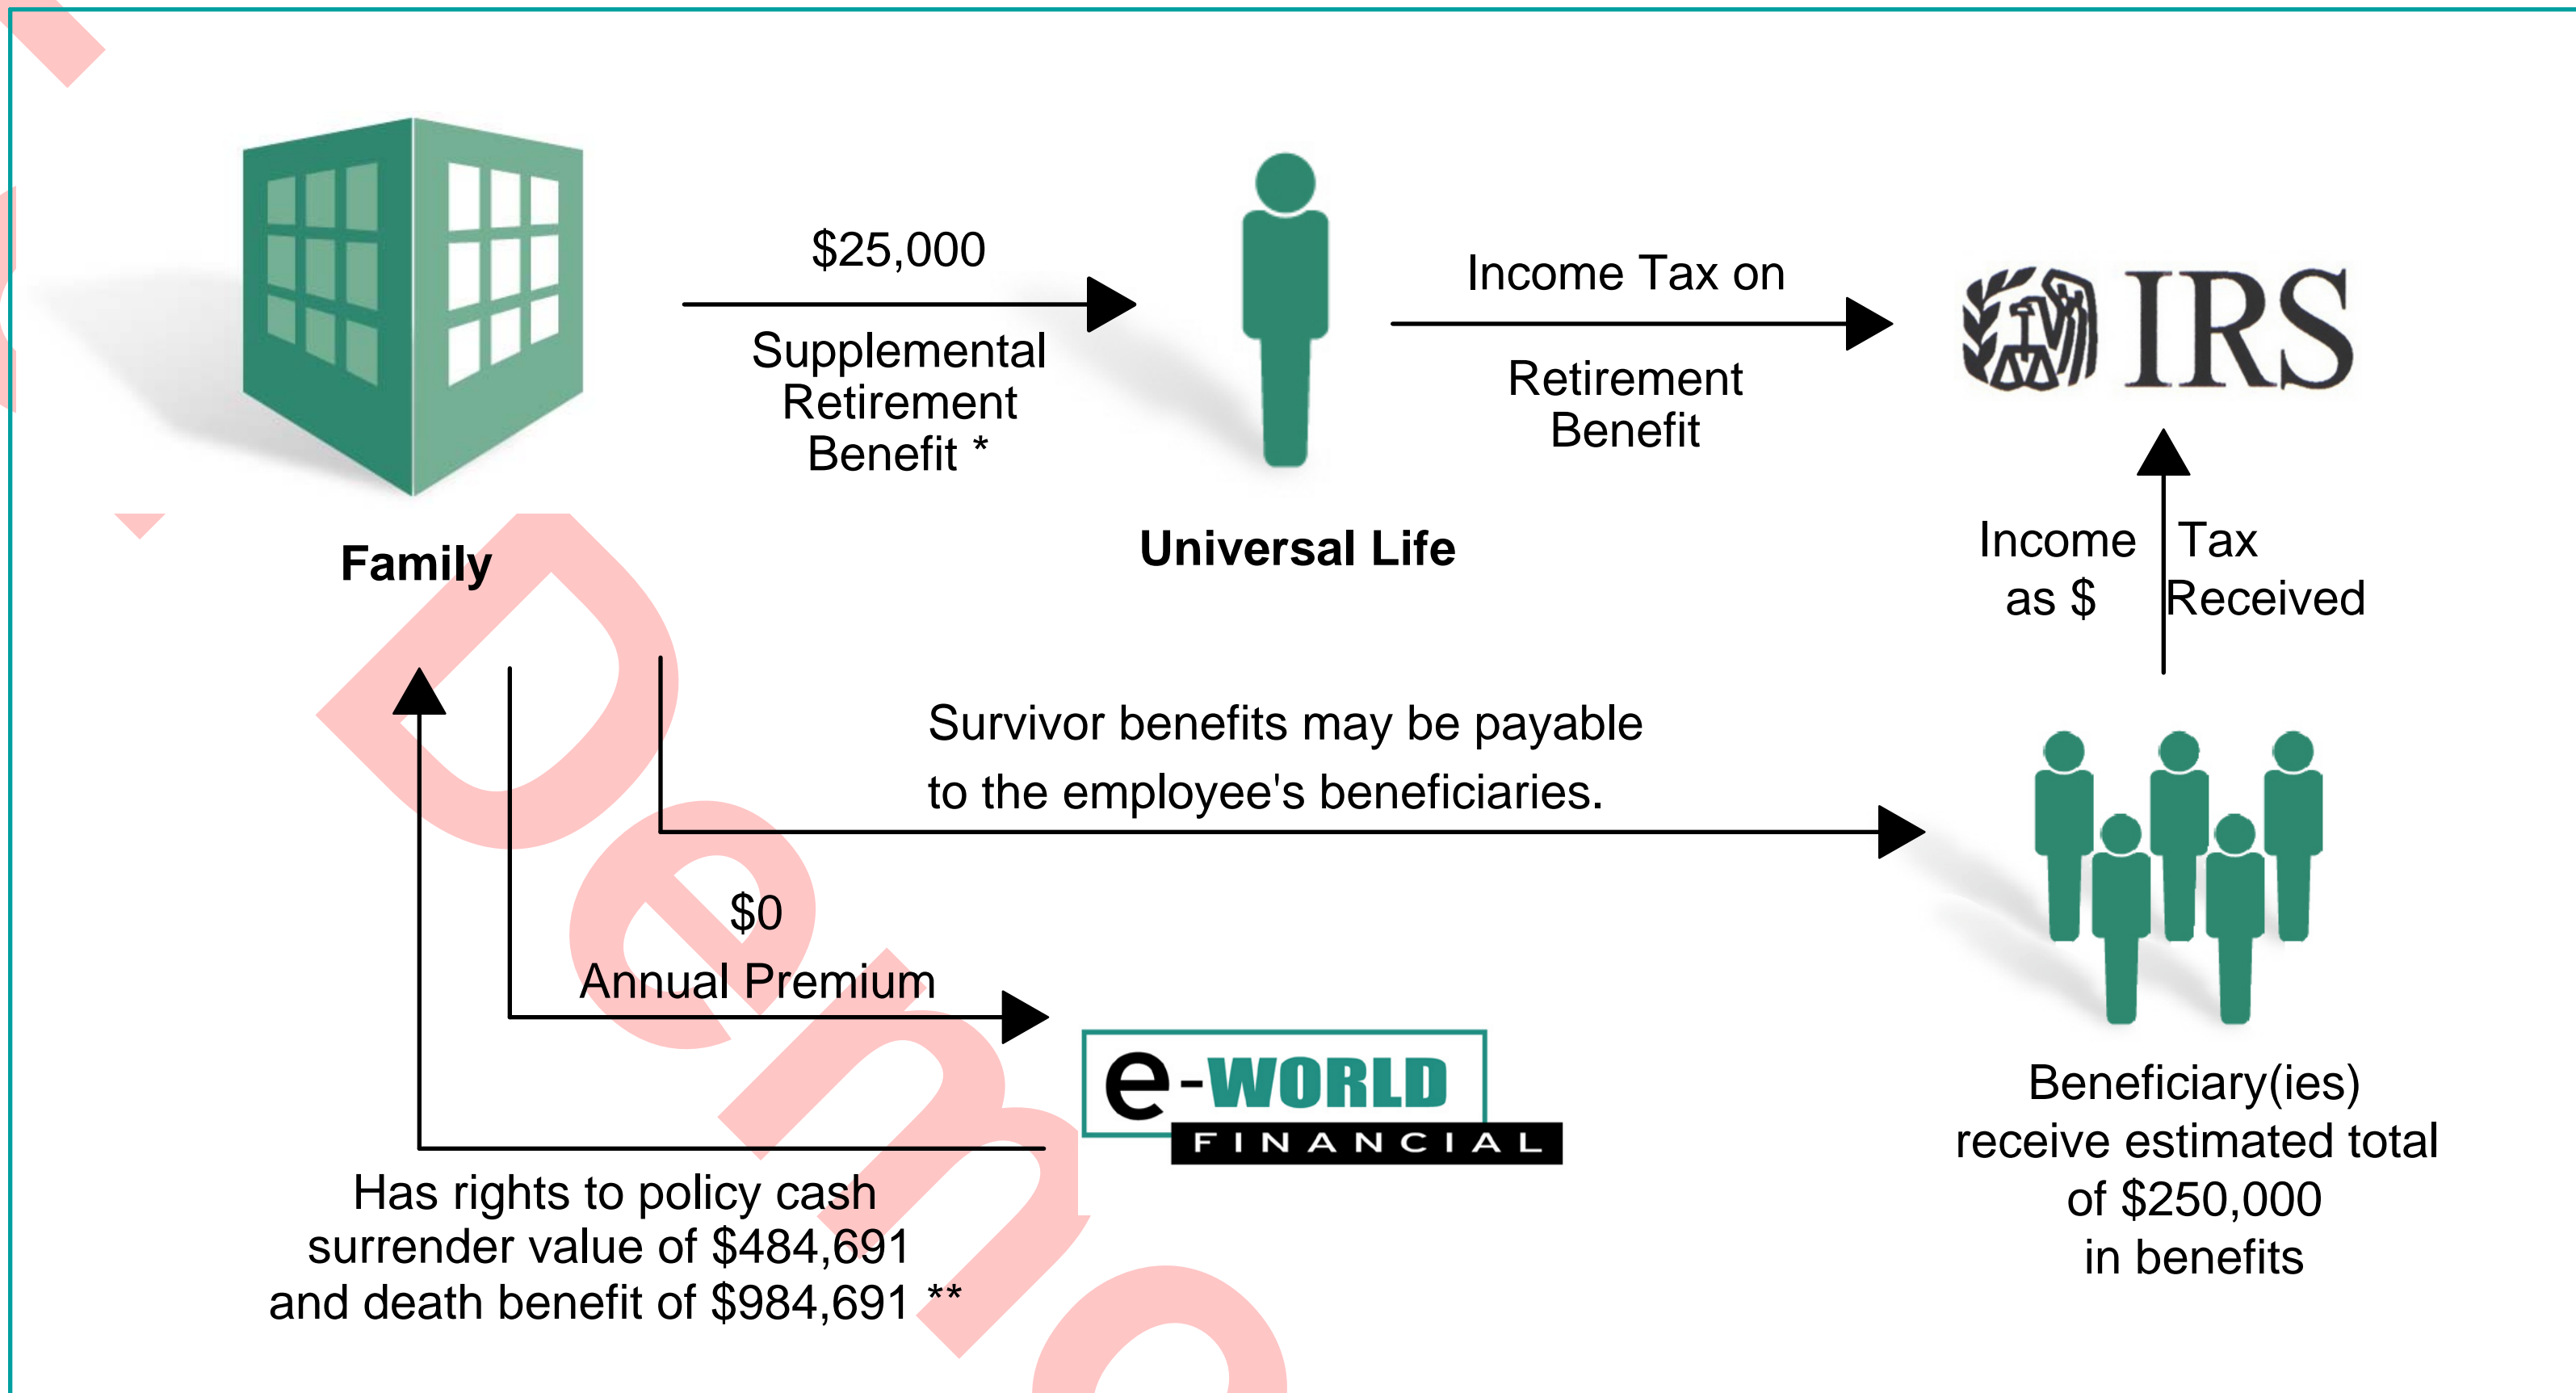 $25,000
Supplemental
Retirement
Benefit *
Income Tax on
Retirement
Benefit
IRS
Family
Universal Life
Income Tax
as $ Received
Survivor benefits may be payable
to the employee's beneficiaries.
$0
Annual Premium
e-WORLD
FINANCIAL
Has rights to policy cash
surrender value of $484,691
and death benefit of $984,691 **
Beneficiary(ies)
receive estimated total
of $250,000
in benefits
Demo